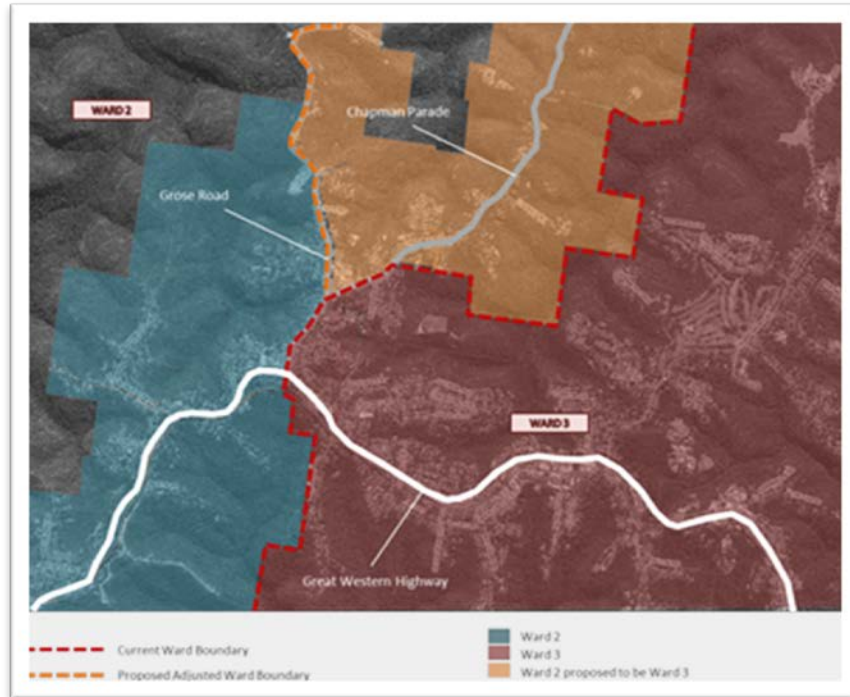 WARD 2
Chapman Parade
Grose Road
WARD 3
Great Western Highway
Current Ward Boundary
Proposed Adjusted Ward Boundary
Ward 2
Ward 3
Ward 2 proposed to be Ward 3